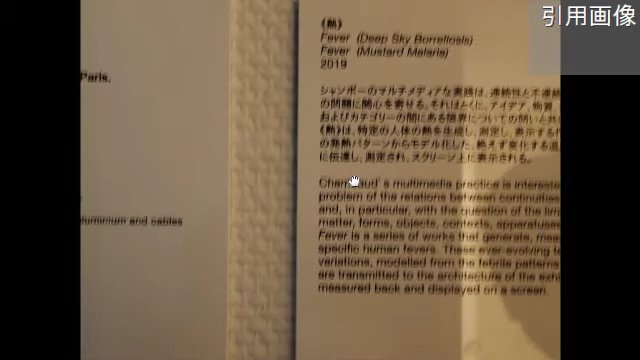 引用画像
Paris.
aluminium and cables
《熱》
Fever (Deep Sky Borreliosis)
Fever (Mustard Malaria)
2019
シャンボーのマルチメディアな実践は、連続性と不連続
の問題に関心を寄せる。それはとくに、アイデア、物質、
およびカテゴリーの間にある限界についての問いと
《熱》は、特定の人体の熱を生成し、測定し、表示する
の発熱パターンからモデル化した、絶えず変化する温
に伝達し、測定され、スクリーン上に表示される。
s multimedia practice is intereste
problem of the relations between continuities
and, in particular, with the question of the lim
matter, forms, objects, contexts, apparatuse
Fever is a series of works that generate, mea
specific human fevers. These ever-evolving te
variations, modelled from the febrile patterns
are transmitted to the architecture of the exhi
measured back and displayed on a screen.